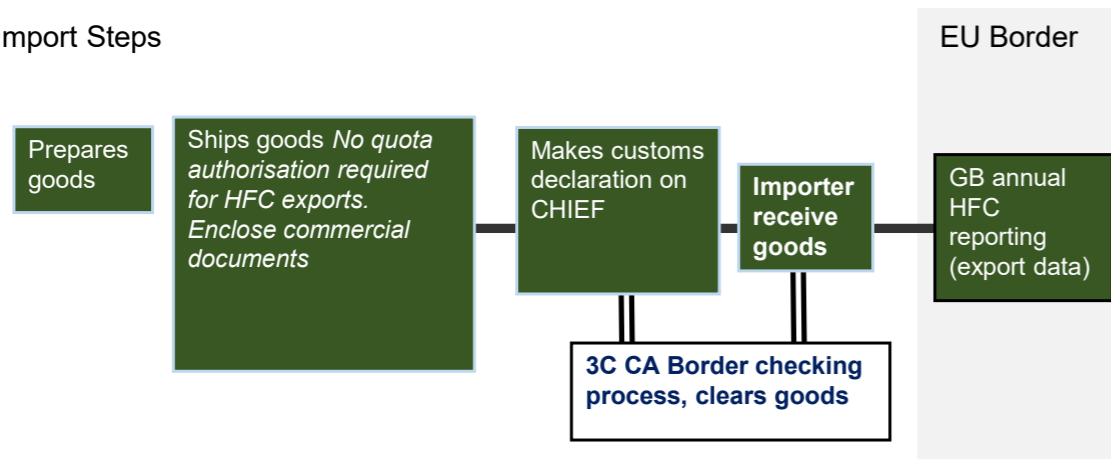 mport Steps
EU Border
Prepares
goods
Ships goods No quota
authorisation required
for HFC exports.
Enclose commercial
documents
Makes customs
declaration on
CHIEF
Importer
receive
goods
GB annual
HFC
reporting
(export data)
3C CA Border checking
process, clears goods